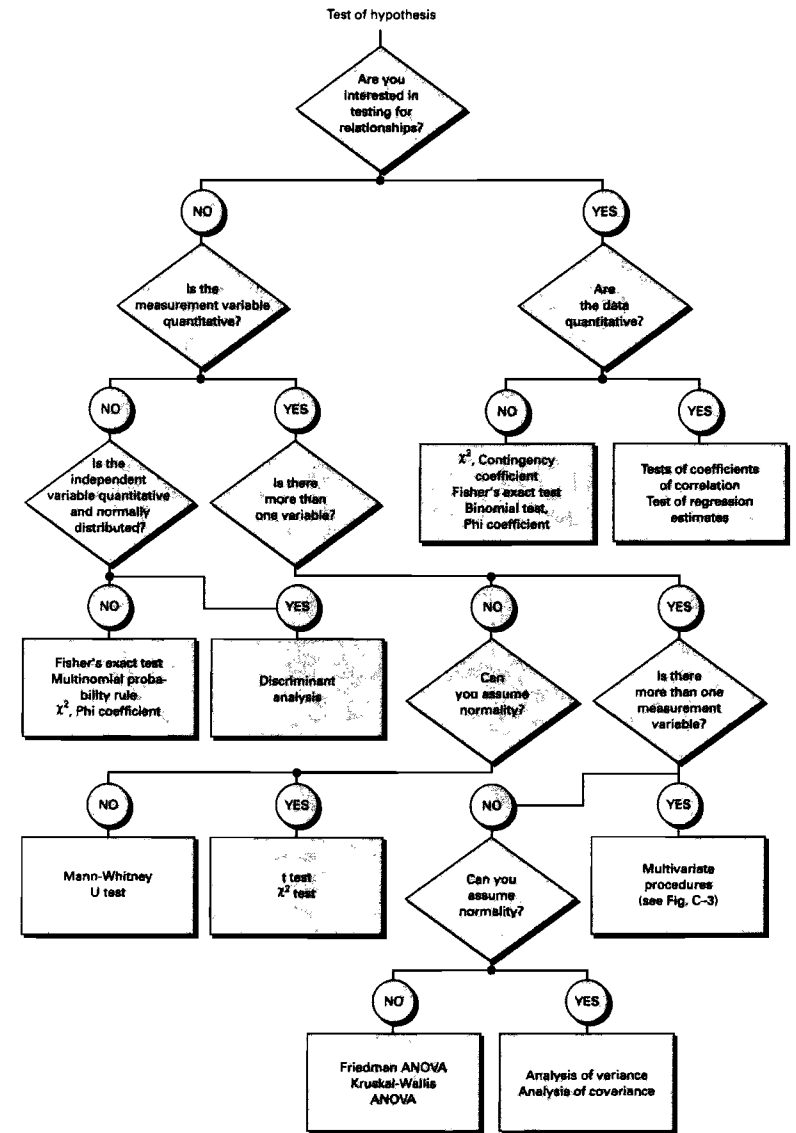 Test of hypothesis
Are you
interested in
testing for
relationships?
NO
YES
Is the
measurement variable
quantitative?
Are
the data
quantitative?
NO
YES
NO
YES
Is the
independent
variable quantitative
and normally
distributed?
Is there
more than
one variable?
χ², Contingency
coefficient
Fisher's exact test
Binomial test,
Phi coefficient
Tests of coefficients
of correlation
Test of regression
estimates
NO
YES
NO
YES
Fisher's exact test
Multinomial proba-
bility rule
χ², Phi coefficient
Discriminant
analysis
Can
you assume
normality?
Is there
more than one
measurement
variable?
NO
YES
NO
YES
Mann-Whitney
U test
t test
χ² test
Can you
assume
normality?
Multivariate
procedures
(see Fig. C-3)
NO
YES
Friedman ANOVA
Kruskal-Wallis
ANOVA
Analysis of variance
Analysis of covariance